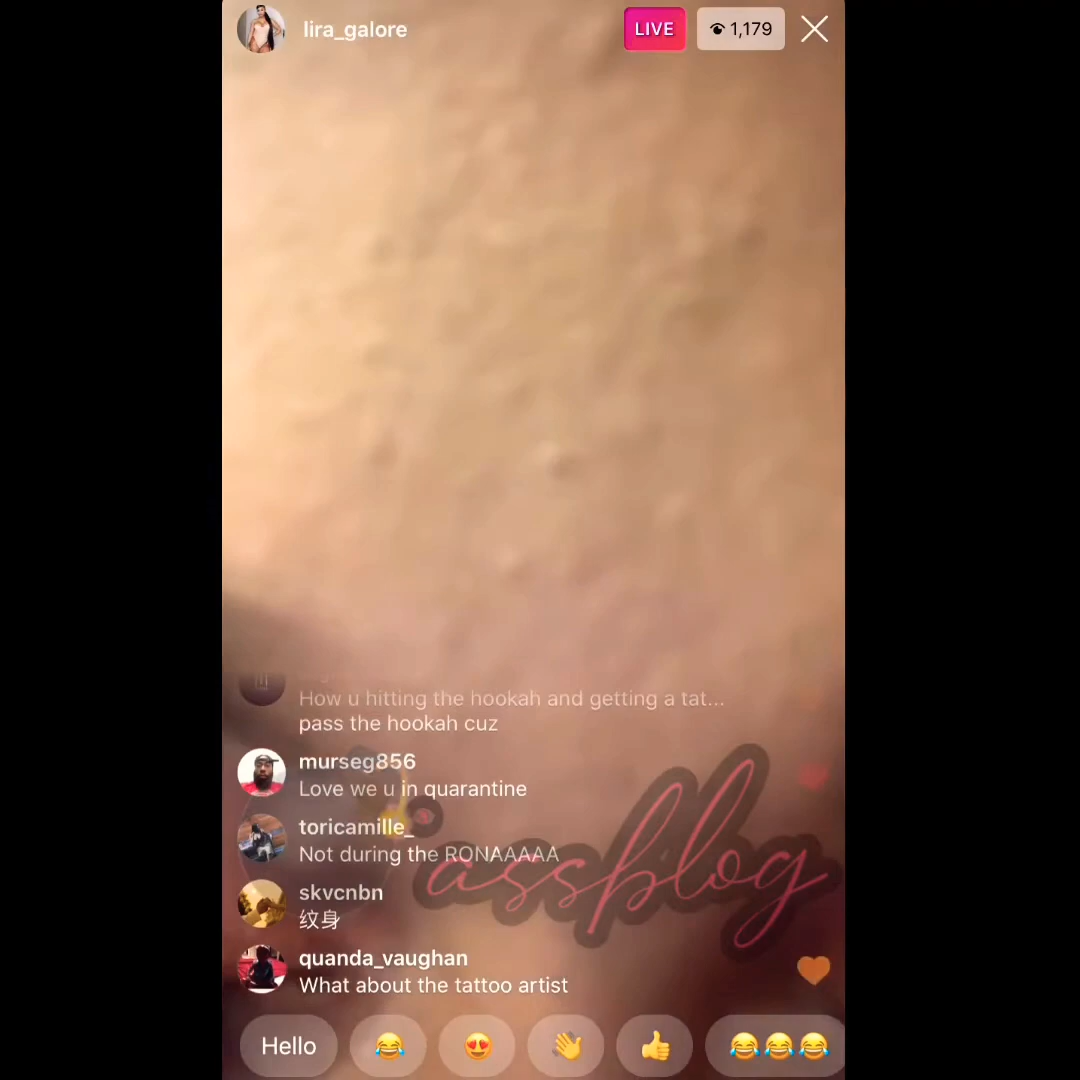 lira_galore
LIVE
1,179
How u hitting the hookah and getting a tat...
pass the hookah cuz
murseg856
Love we u in quarantine
toricamille_
Not during the RONAAAAA
skvcnbn
纹身
quanda_vaughan
What about the tattoo artist
assblog
Hello